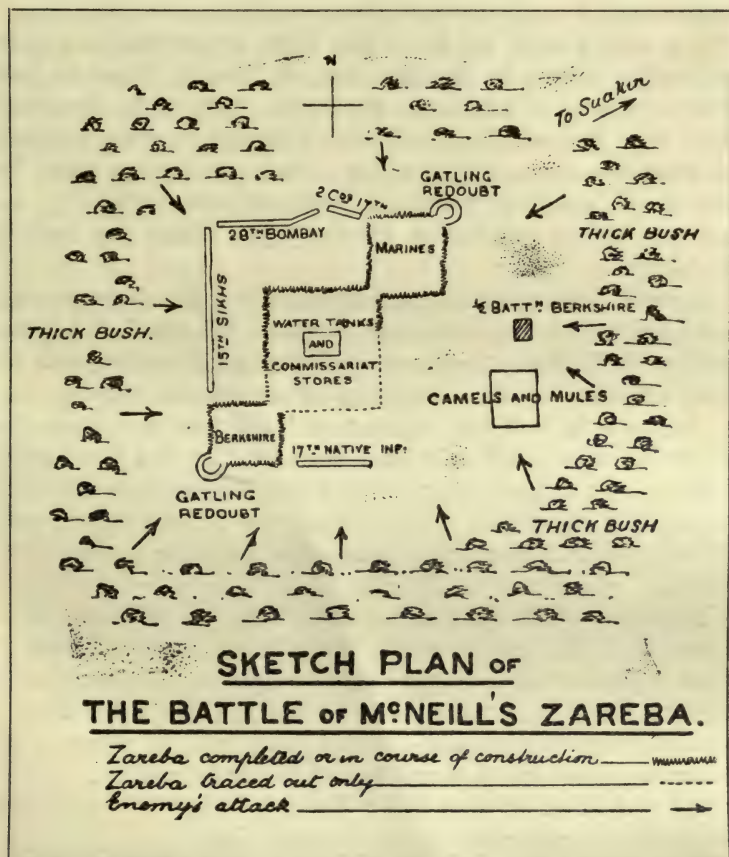 N
To Suakin
GATLING
REDOUBT
2 Cos 17TH
28TH BOMBAY
MARINES
THICK BUSH
15TH SIKHS
½ BATTN BERKSHIRE
WATER TANKS
AND
COMMISSARIAT
STORES
THICK BUSH.
CAMELS AND MULES
BERKSHIRE
17TH NATIVE INF:
GATLING
REDOUBT
THICK BUSH
SKETCH PLAN OF
THE BATTLE OF McNEILL'S ZAREBA.
Zareba completed or in course of construction
Zareba traced out only
Enemy's attack